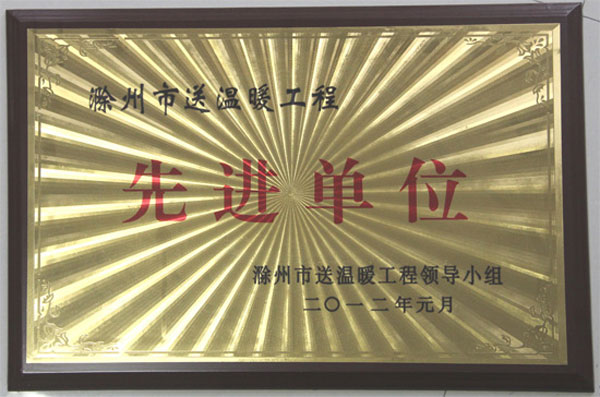 滁州市送温暖工程
先进单位
滁州市送温暖工程领导小组
二〇一二年元月